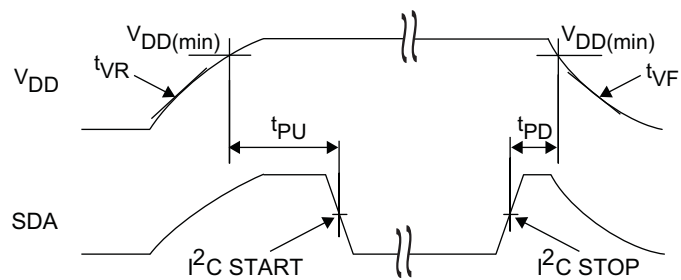 VDD(min) VDD(min)
tVR tVF
VDD
tPU tPD
SDA
I2C START I2C STOP